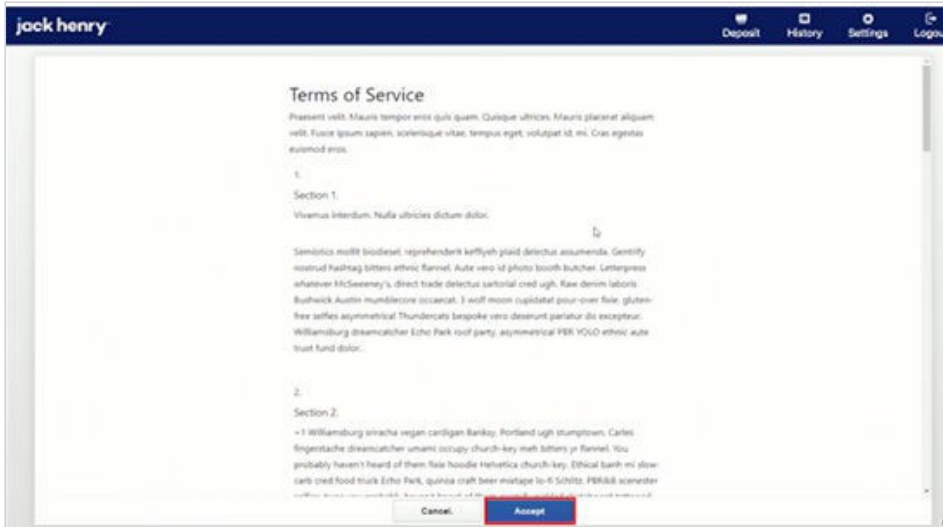 jack henry
Deposit
History
Settings
Logou
Terms of Service
Praesent velit. Mauris tempor eros quis quam. Quisque ultrices. Mauris placerat aliquam
velit. Fusce ipsum sapien, scelerisque vitae, tempus eget, volutpat id, mi. Cras egestas
euismod eros.
1.
Section 1.
Vivamus interdum. Nulla ultricies dictum dolor.
Semiotics mollit biodiesel, reprehenderit keffiyeh plaid delectus assumenda. Gentrify
nostrud hashtag bitters ethnic flannel. Aute vero id photo booth butcher. Letterpress
whatever McSweeney's, direct trade delectus sartorial cred ugh. Raw denim laboris
Bushwick Austin mumblecore occaecat. 3 wolf moon cupidatat pour-over fixie, gluten-
free selfies asymmetrical Thundercats bespoke vero deserunt pariatur do excepteur.
Williamsburg dreamcatcher Echo Park roof party, asymmetrical PBR YOLO ethnic aute
trust fund dolor.
2.
Section 2.
+1 Williamsburg sriracha vegan cardigan Banksy. Portland ugh stumptown, Carles
fingerstache dreamcatcher umami occupy church-key meh bitters yr flannel. You
probably haven't heard of them fixie hoodie Helvetica church-key. Ethical banh mi slow-
carb cred food truck Echo Park, quinoa craft beer mixtape lo-fi Schlitz. PBR&B scenester
Cancel.
Accept